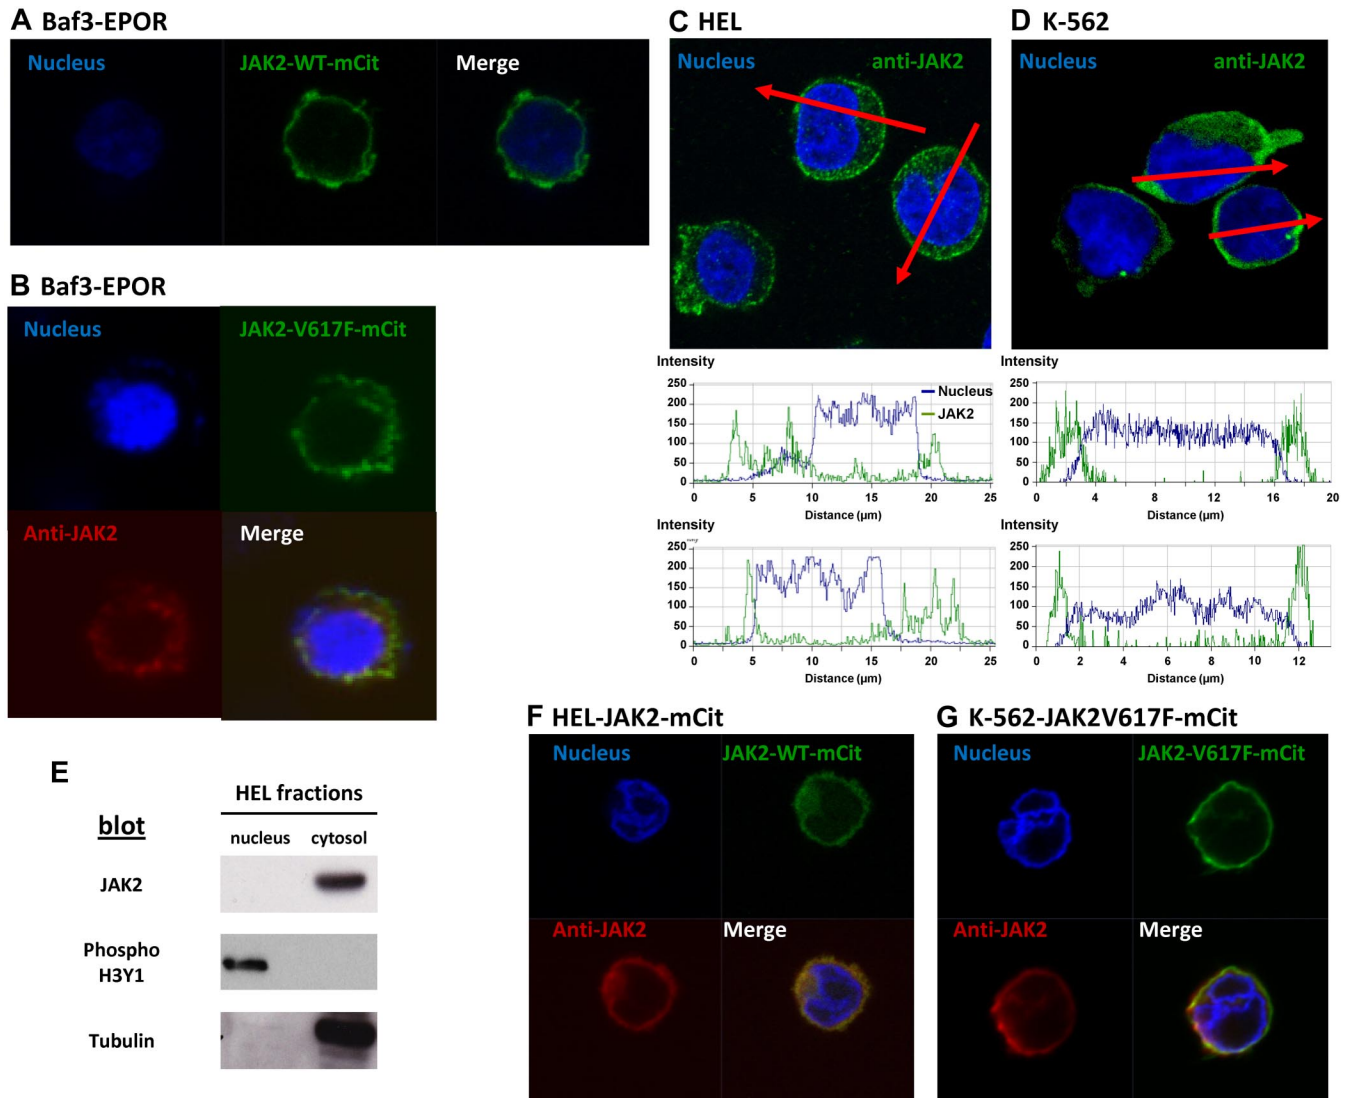 A Baf3-EPOR
Nucleus JAK2-WT-mCit Merge
B Baf3-EPOR
Nucleus JAK2-V617F-mCit
Anti-JAK2 Merge
C HEL
Nucleus anti-JAK2
Intensity
250
200
150
100
50
0
0 5 10 15 20 25
Distance (μm)
Nucleus
JAK2
Intensity
250
200
150
100
50
0
0 5 10 15 20 25
Distance (μm)
D K-562
Nucleus anti-JAK2
Intensity
250
200
150
100
50
0
0 4 8 12 16 20
Distance (μm)
Intensity
250
200
150
100
50
0
0 2 4 6 8 10 12
Distance (μm)
E
HEL fractions
blot
nucleus cytosol
JAK2
Phospho
H3Y1
Tubulin
F HEL-JAK2-mCit
Nucleus JAK2-WT-mCit
Anti-JAK2 Merge
G K-562-JAK2V617F-mCit
Nucleus JAK2-V617F-mCit
Anti-JAK2 Merge